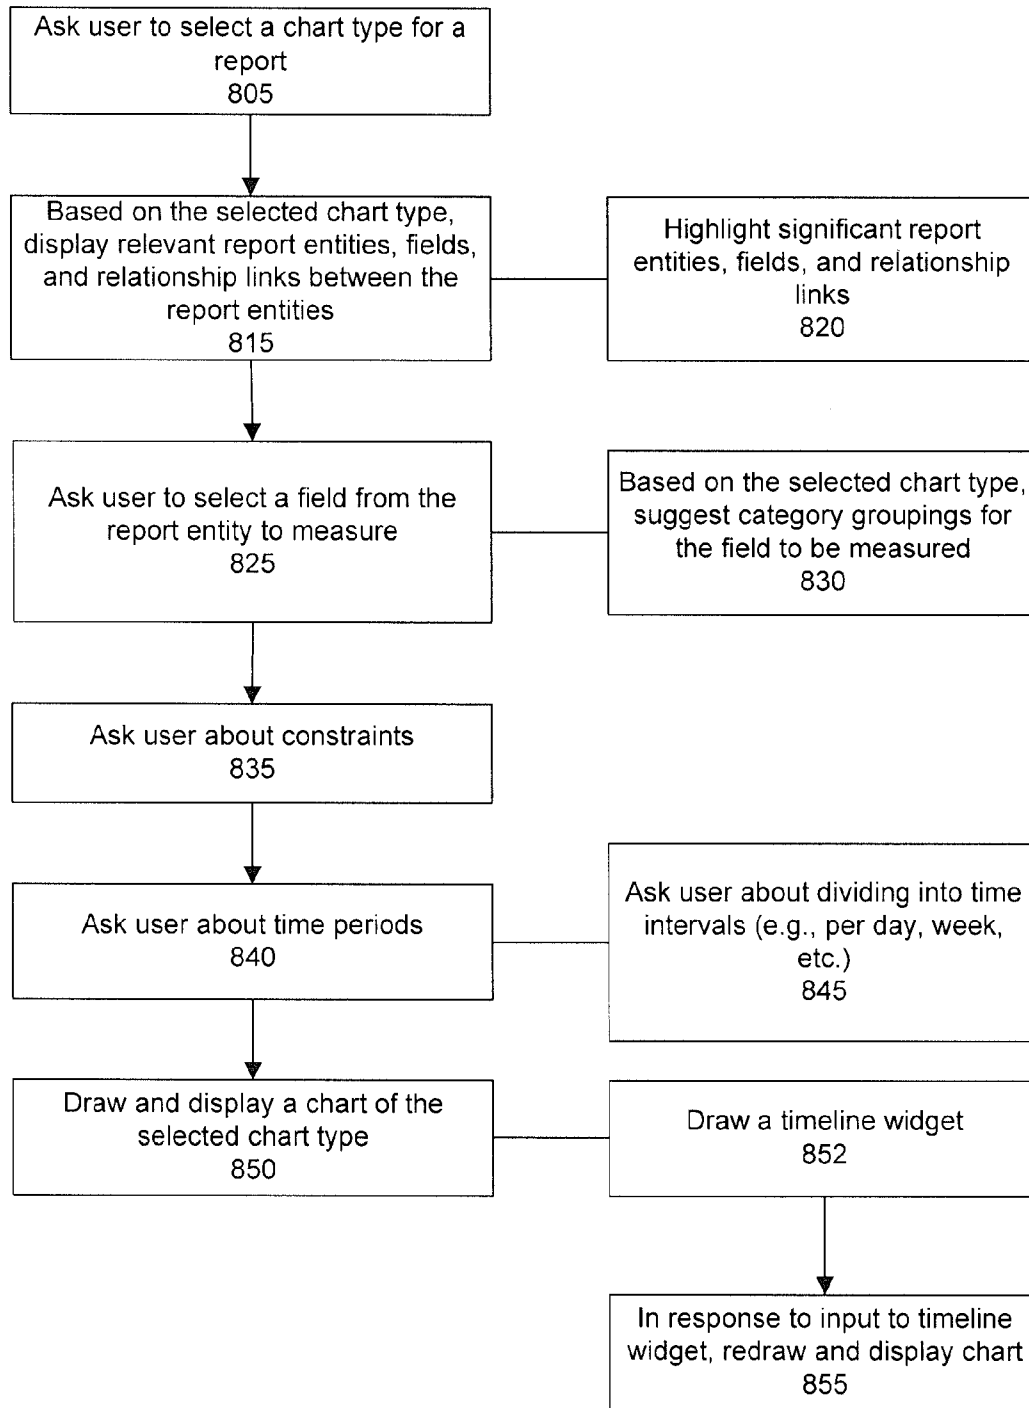 Ask user to select a chart type for a
report
805
Based on the selected chart type,
display relevant report entities, fields,
and relationship links between the
report entities
815
Highlight significant report
entities, fields, and relationship
links
820
Ask user to select a field from the
report entity to measure
825
Based on the selected chart type,
suggest category groupings for
the field to be measured
830
Ask user about constraints
835
Ask user about time periods
840
Ask user about dividing into time
intervals (e.g., per day, week,
etc.)
845
Draw and display a chart of the
selected chart type
850
Draw a timeline widget
852
In response to input to timeline
widget, redraw and display chart
855